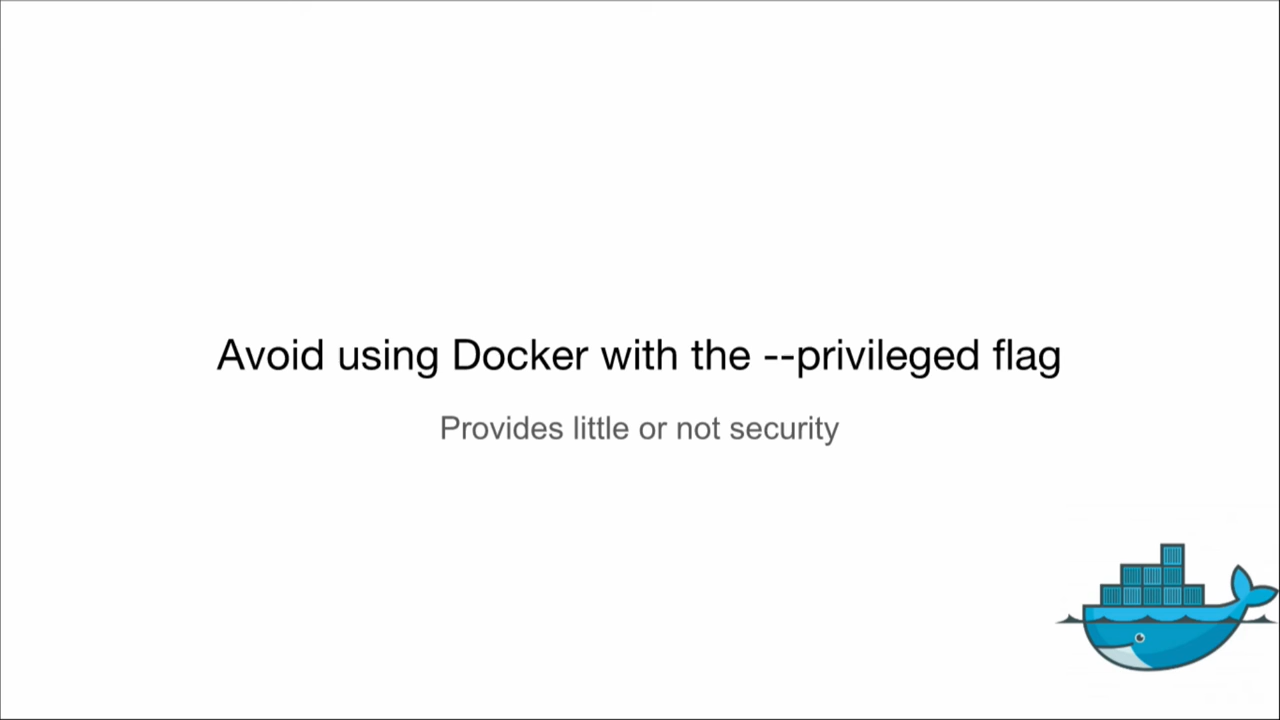 Avoid using Docker with the --privileged flag
Provides little or not security